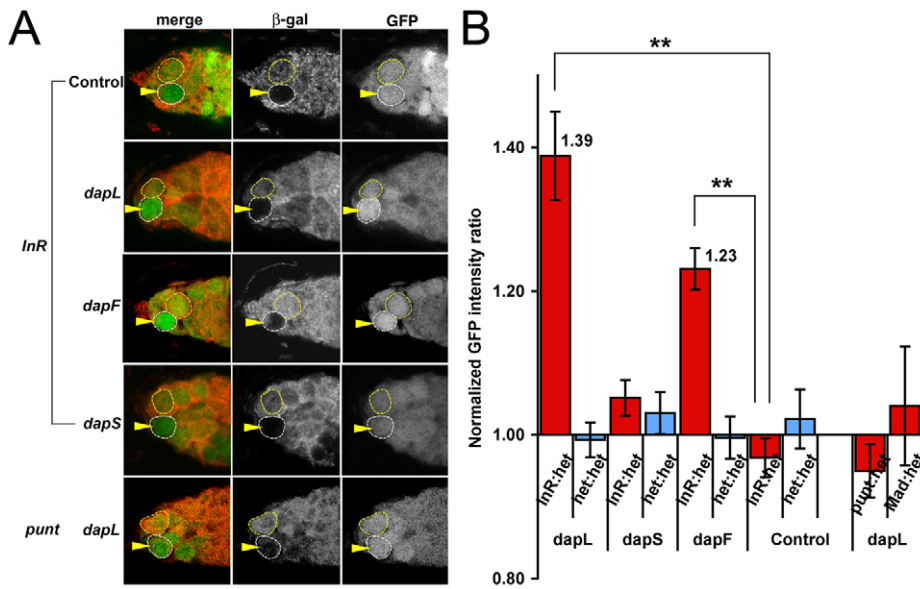 A
merge β-gal GFP
Control
dapL
InR
dapF
dapS
punt dapL
B
**
**
1.39
1.23
Normalized GFP intensity ratio
1.40
1.20
1.00
0.80
InR:het het:het InR:het het:het InR:het het:het InR:het het:het punt:het Mad:het
dapL dapS dapF Control dapL